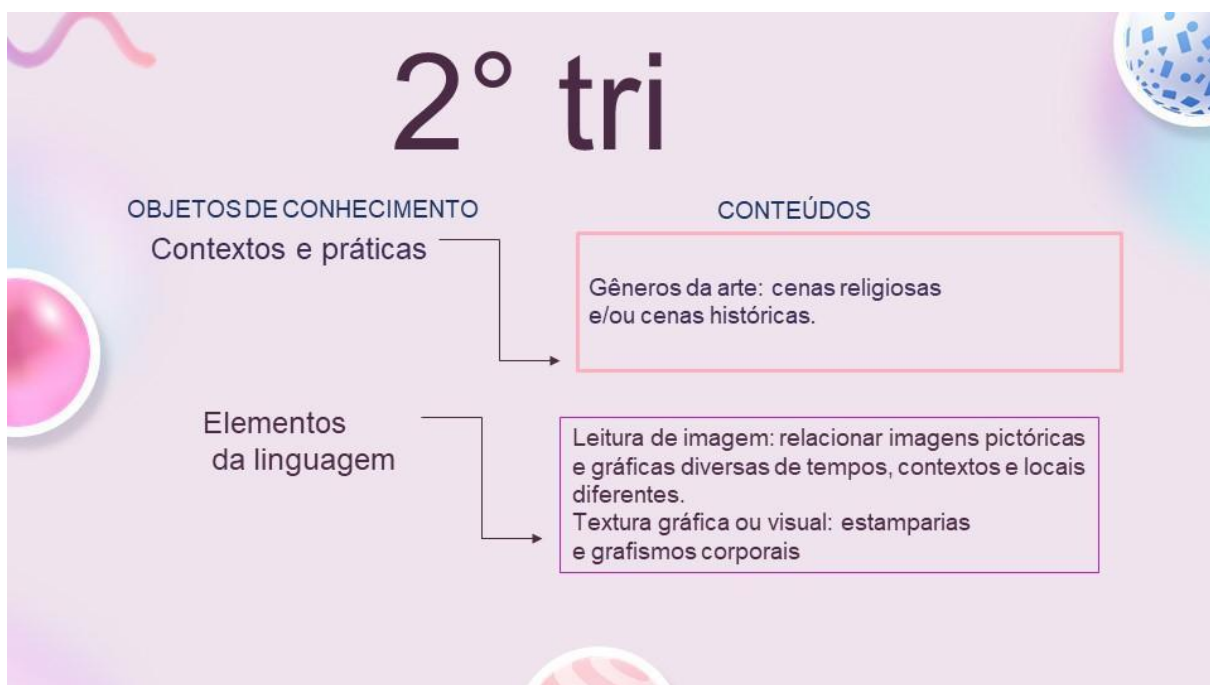 2° tri
OBJETOS DE CONHECIMENTO
CONTEÚDOS
Contextos e práticas
Gêneros da arte: cenas religiosas
e/ou cenas históricas.
Elementos
da linguagem
Leitura de imagem: relacionar imagens pictóricas
e gráficas diversas de tempos, contextos e locais
diferentes.
Textura gráfica ou visual: estamparias
e grafismos corporais